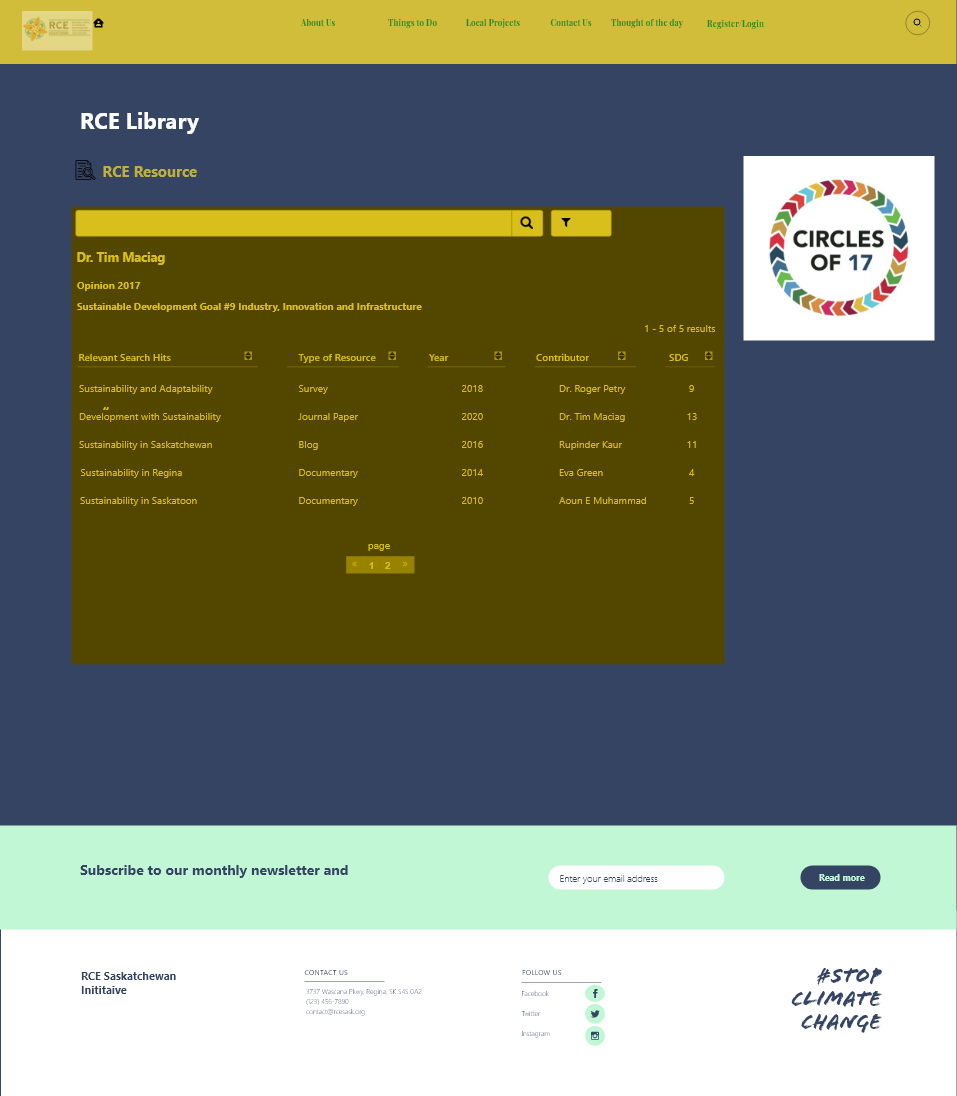 RCE
About Us
Things to Do
Local Projects
Contact Us
Thought of the day
Register/Login
RCE Library
RCE Resource
CIRCLES
OF 17
Dr. Tim Maciag
Opinion 2017
Sustainable Development Goal #9 Industry, Innovation and Infrastructure
1 - 5 of 5 results
Relevant Search Hits Type of Resource Year Contributor SDG
Sustainability and Adaptability Survey 2018 Dr. Roger Petry 9
Development with Sustainability Journal Paper 2020 Dr. Tim Maciag 13
Sustainability in Saskatchewan Blog 2016 Rupinder Kaur 11
Sustainability in Regina Documentary 2014 Eva Green 4
Sustainability in Saskatoon Documentary 2010 Aoun E Muhammad 5
page
« 1 2 »
Subscribe to our monthly newsletter and
Enter your email address
Read more
RCE Saskatchewan
Inititaive
CONTACT US
3737 Wascana Pkwy, Regina, SK S4S 0A2
(123) 456-7890
contact@rcesask.org
FOLLOW US
Facebook
Twitter
Instagram
#STOP
CLIMATE
CHANGE